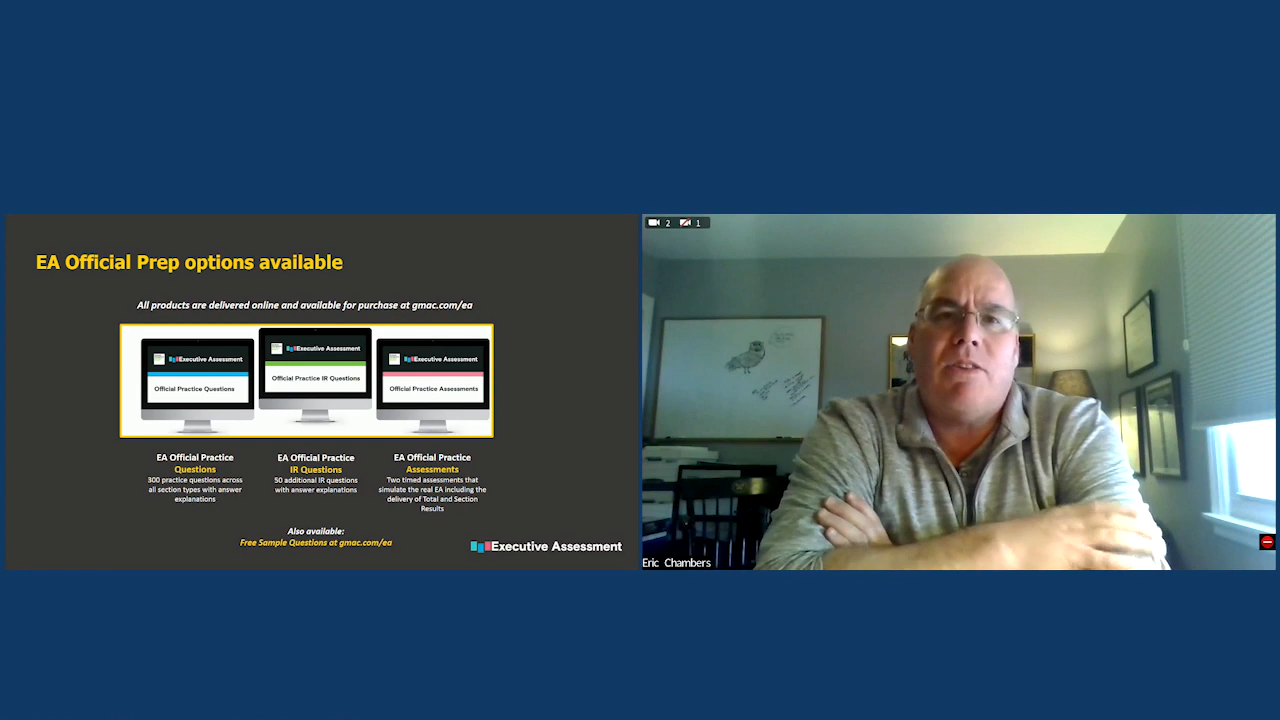 EA Official Prep options available
All products are delivered online and available for purchase at gmac.com/ea
Executive Assessment
Official Practice Questions
Executive Assessment
Official Practice IR Questions
Executive Assessment
Official Practice Assessments
EA Official Practice
Questions
300 practice questions across
all section types with answer
explanations
EA Official Practice
IR Questions
50 additional IR questions
with answer explanations
EA Official Practice
Assessments
Two timed assessments that
simulate the real EA including the
delivery of Total and Section
Results
Also available:
Free Sample Questions at gmac.com/ea
Executive Assessment
2 1
Eric Chambers